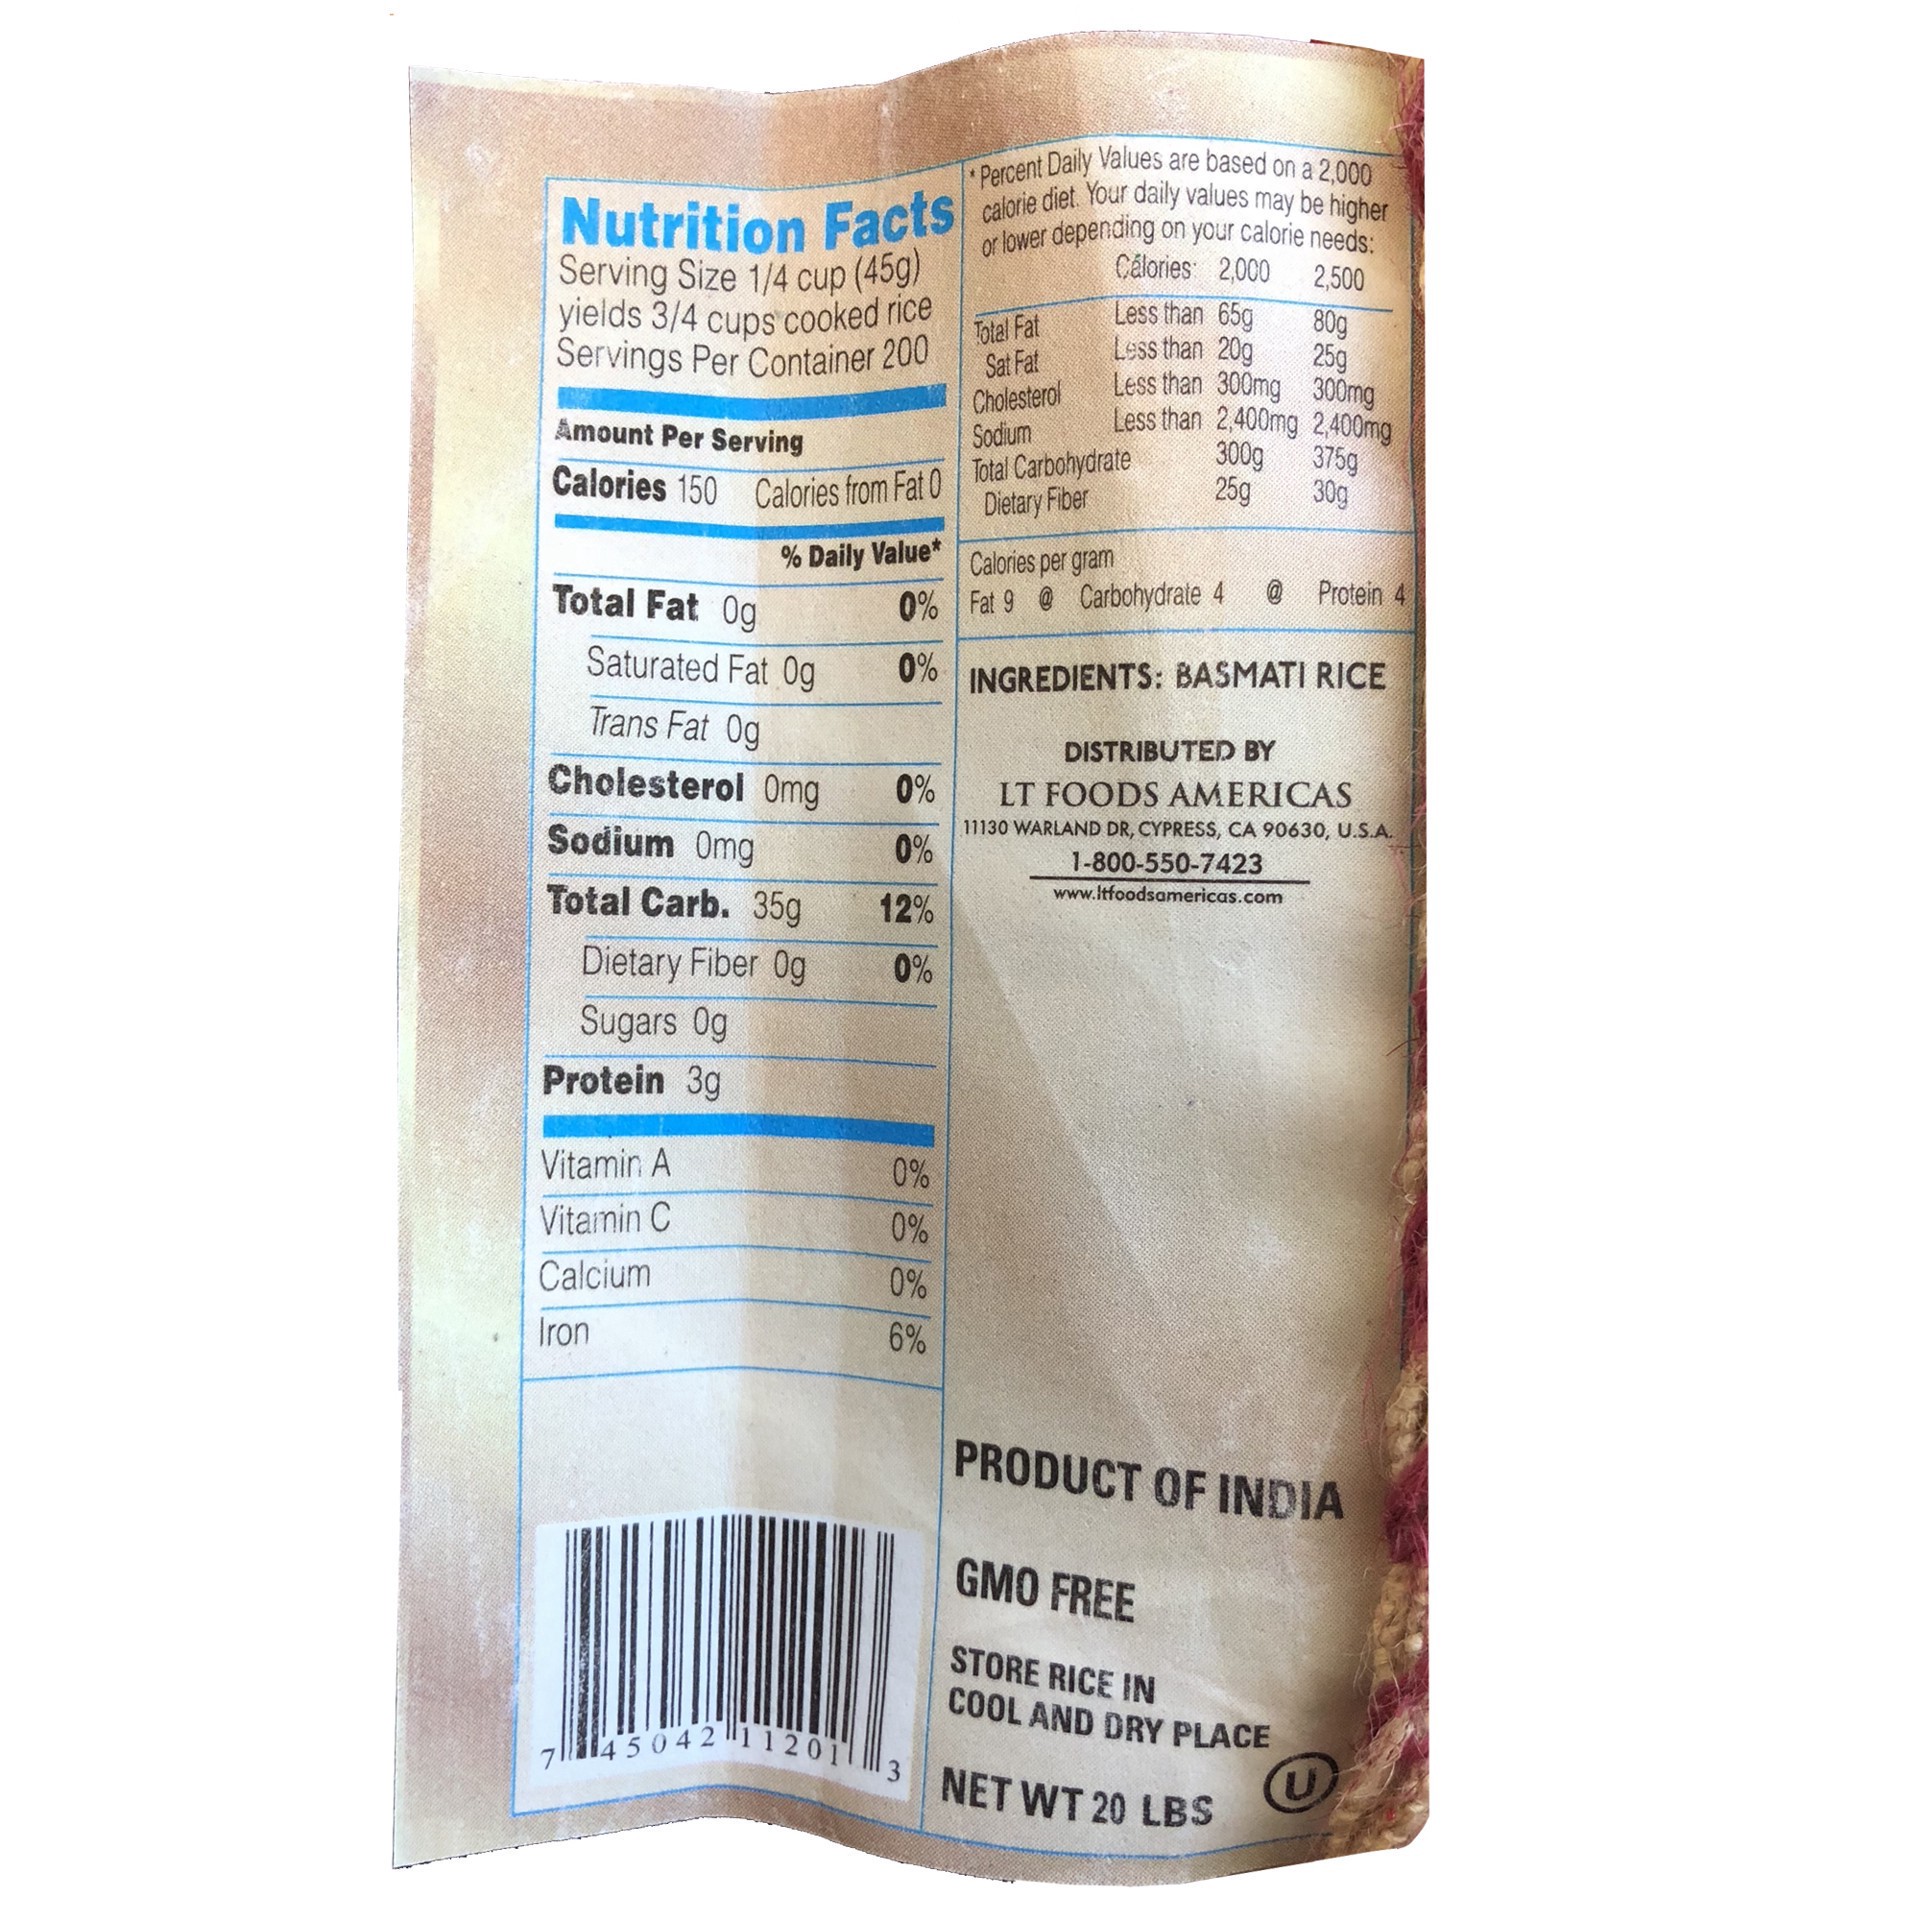 Nutrition Facts
Serving Size 1/4 cup (45g)
yields 3/4 cups cooked rice
Servings Per Container 200
Amount Per Serving
Calories 150 Calories from Fat 0
% Daily Value*
Total Fat 0g 0%
Saturated Fat 0g 0%
Trans Fat 0g
Cholesterol 0mg 0%
Sodium 0mg 0%
Total Carb. 35g 12%
Dietary Fiber 0g 0%
Sugars 0g
Protein 3g
Vitamin A 0%
Vitamin C 0%
Calcium 0%
Iron 6%
7 45042 11201 3
* Percent Daily Values are based on a 2,000
calorie diet. Your daily values may be higher
or lower depending on your calorie needs:
Calories: 2,000 2,500
Total Fat Less than 65g 80g
Sat Fat Less than 20g 25g
Cholesterol Less than 300mg 300mg
Sodium Less than 2,400mg 2,400mg
Total Carbohydrate 300g 375g
Dietary Fiber 25g 30g
Calories per gram
Fat 9 @ Carbohydrate 4 @ Protein 4
INGREDIENTS: BASMATI RICE
DISTRIBUTED BY
LT FOODS AMERICAS
11130 WARLAND DR, CYPRESS, CA 90630, U.S.A.
1-800-550-7423
www.ltfoodsamericas.com
PRODUCT OF INDIA
GMO FREE
STORE RICE IN
COOL AND DRY PLACE
NET WT 20 LBS
U